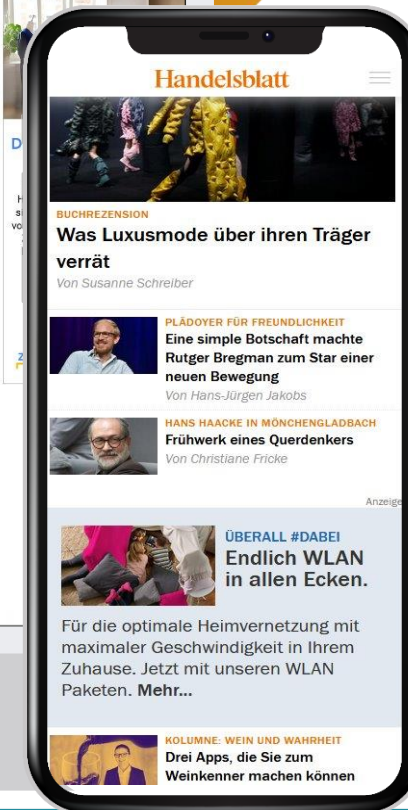 Handelsblatt
BUCHREZENSION
Was Luxusmode über ihren Träger
verrät
Von Susanne Schreiber
PLÄDOYER FÜR FREUNDLICHKEIT
Eine simple Botschaft machte
Rutger Bregman zum Star einer
neuen Bewegung
Von Hans-Jürgen Jakobs
HANS HAACKE IN MÖNCHENGLADBACH
Frühwerk eines Querdenkers
Von Christiane Fricke
Anzeige
ÜBERALL #DABEI
Endlich WLAN
in allen Ecken.
Für die optimale Heimvernetzung mit
maximaler Geschwindigkeit in Ihrem
Zuhause. Jetzt mit unseren WLAN
Paketen. Mehr...
KOLUMNE: WEIN UND WAHRHEIT
Drei Apps, die Sie zum
Weinkenner machen können